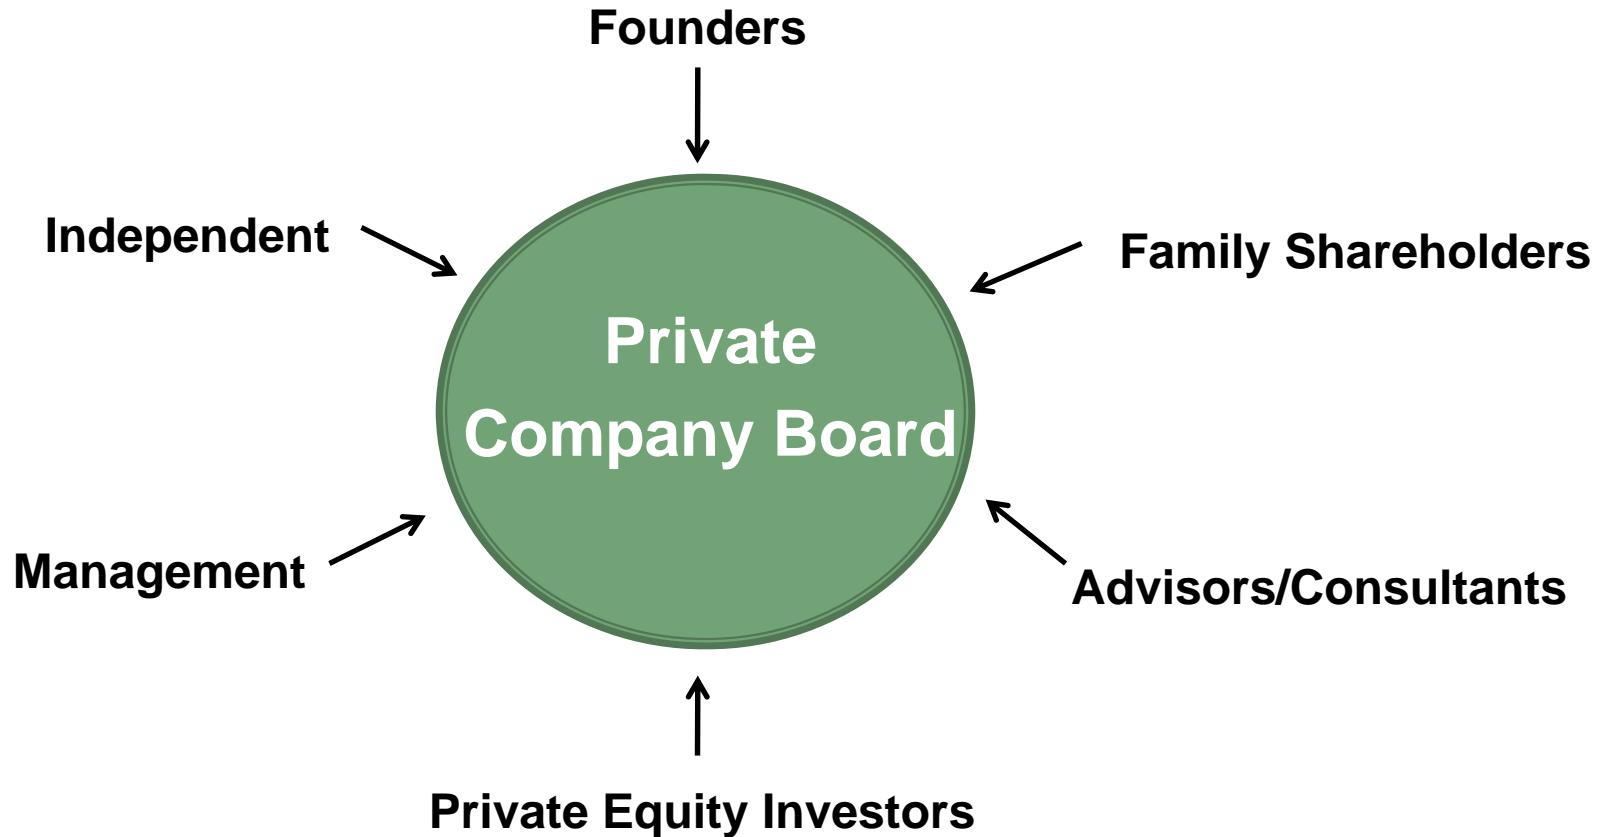 Founders
Independent
Family Shareholders
Private
Company Board
Management
Advisors/Consultants
Private Equity Investors